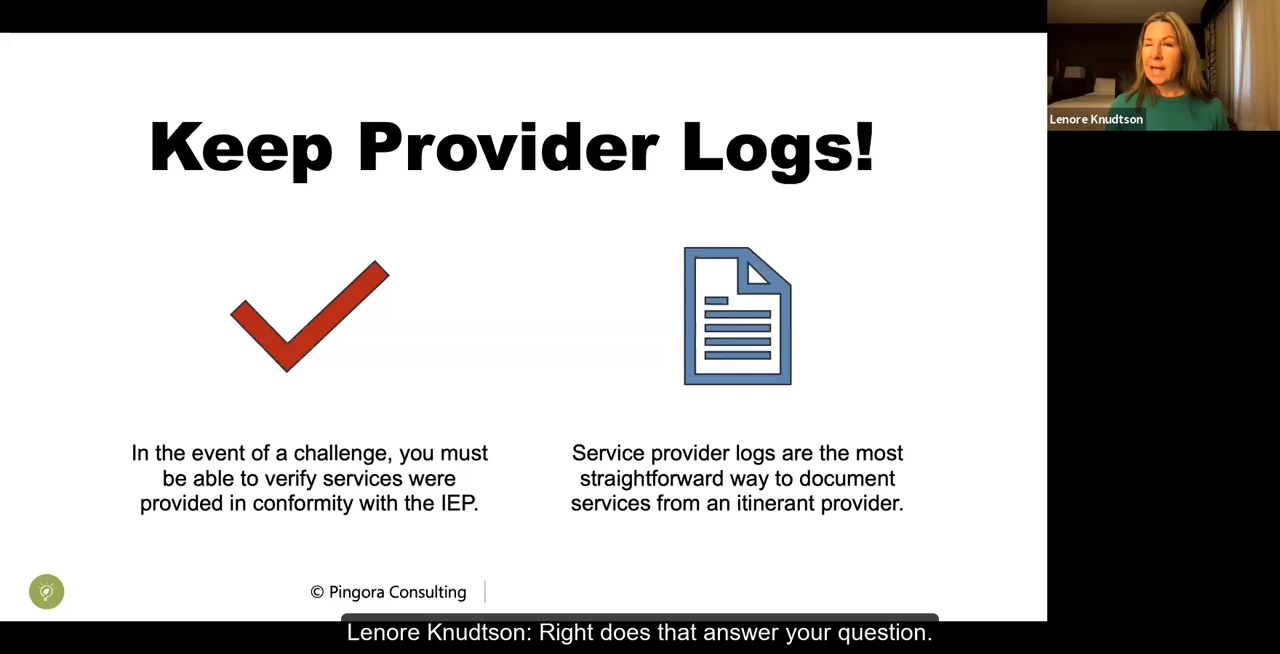 Keep Provider Logs!
In the event of a challenge, you must
be able to verify services were
provided in conformity with the IEP.
Service provider logs are the most
straightforward way to document
services from an itinerant provider.
© Pingora Consulting
Lenore Knudtson
Lenore Knudtson: Right does that answer your question.